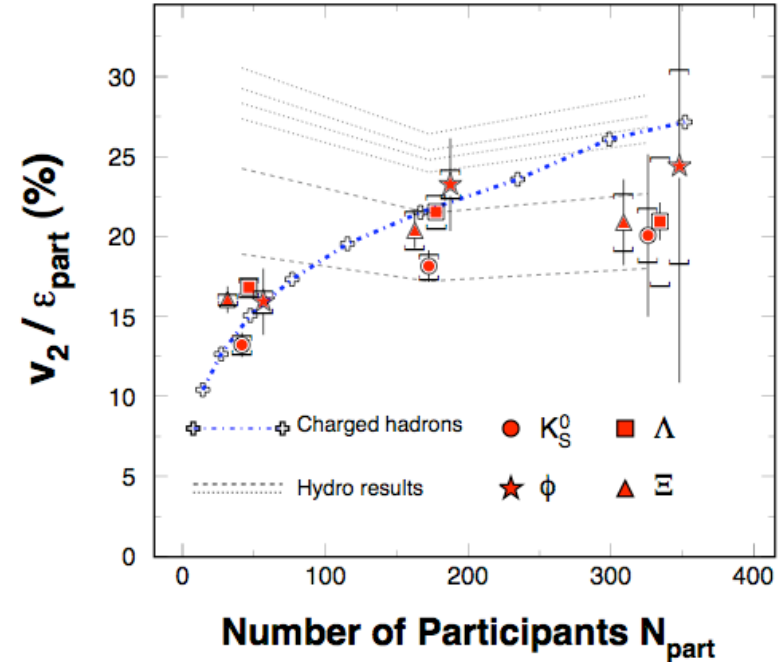 v2 / εpart (%)
30
25
20
15
10
5
0
Charged hadrons
K0S
Λ
Hydro results
ϕ
Ξ
0 100 200 300 400
Number of Participants Npart